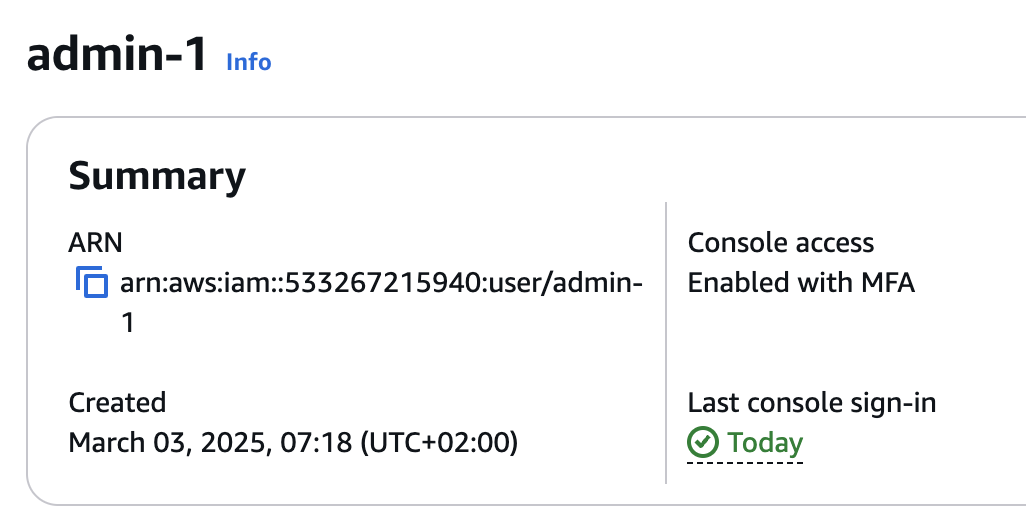 admin-1 Info
Summary
ARN
arn:aws:iam::533267215940:user/admin-
1
Created
March 03, 2025, 07:18 (UTC+02:00)
Console access
Enabled with MFA
Last console sign-in
Today